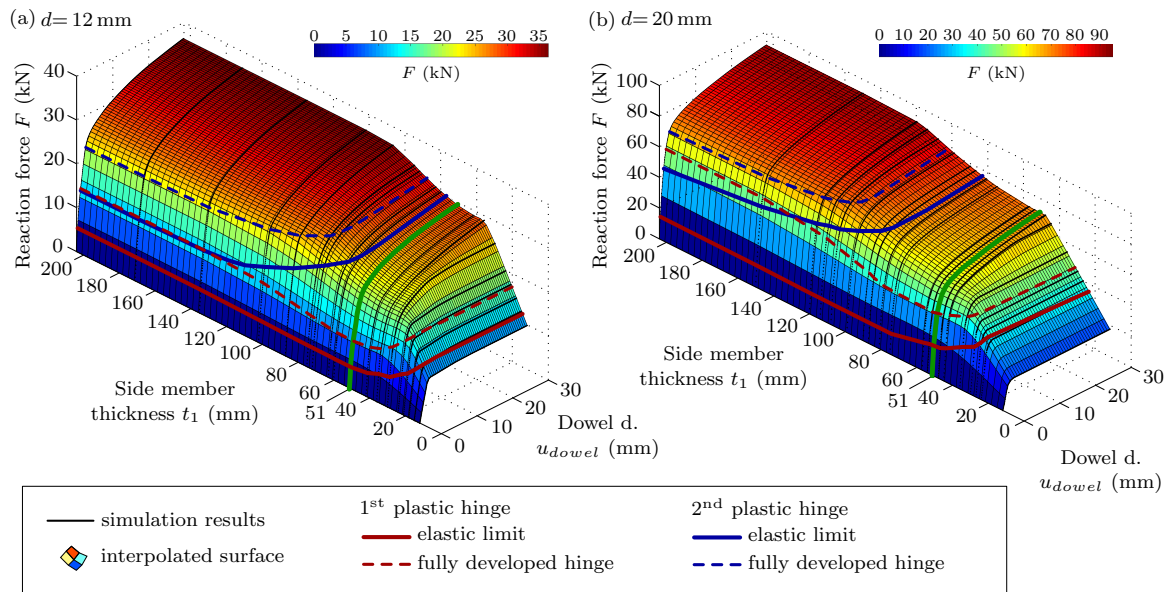 (a) d= 12 mm
0 5 10 15 20 25 30 35
F (kN)
40
30
20
10
0
Reaction force F (kN)
200
180
160
140
120
100
80
60
51
40
20
0
Side member
thickness t1 (mm)
0
10
20
30
Dowel d.
udowel (mm)
(b) d= 20 mm
0 10 20 30 40 50 60 70 80 90
F (kN)
100
80
60
40
20
0
Reaction force F (kN)
200
180
160
140
120
100
80
60
51
40
20
0
Side member
thickness t1 (mm)
0
10
20
30
Dowel d.
udowel (mm)
simulation results
interpolated surface
1st plastic hinge
elastic limit
fully developed hinge
2nd plastic hinge
elastic limit
fully developed hinge